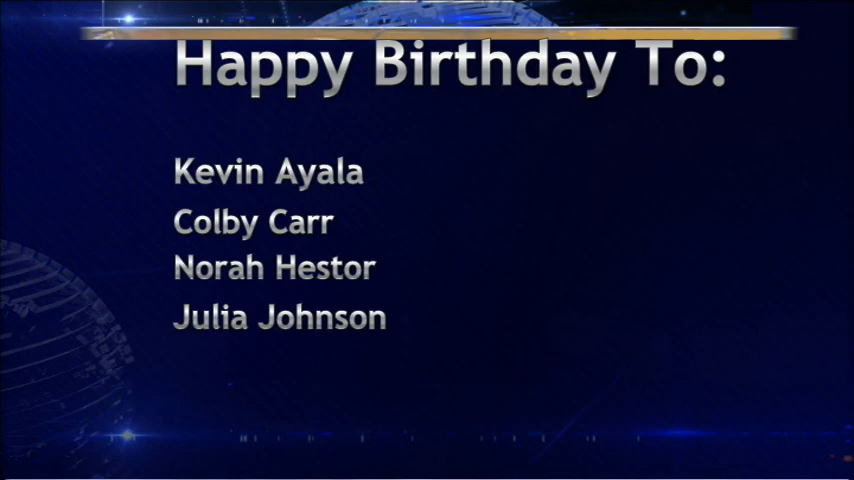 Happy Birthday To:
Kevin Ayala
Colby Carr
Norah Hestor
Julia Johnson